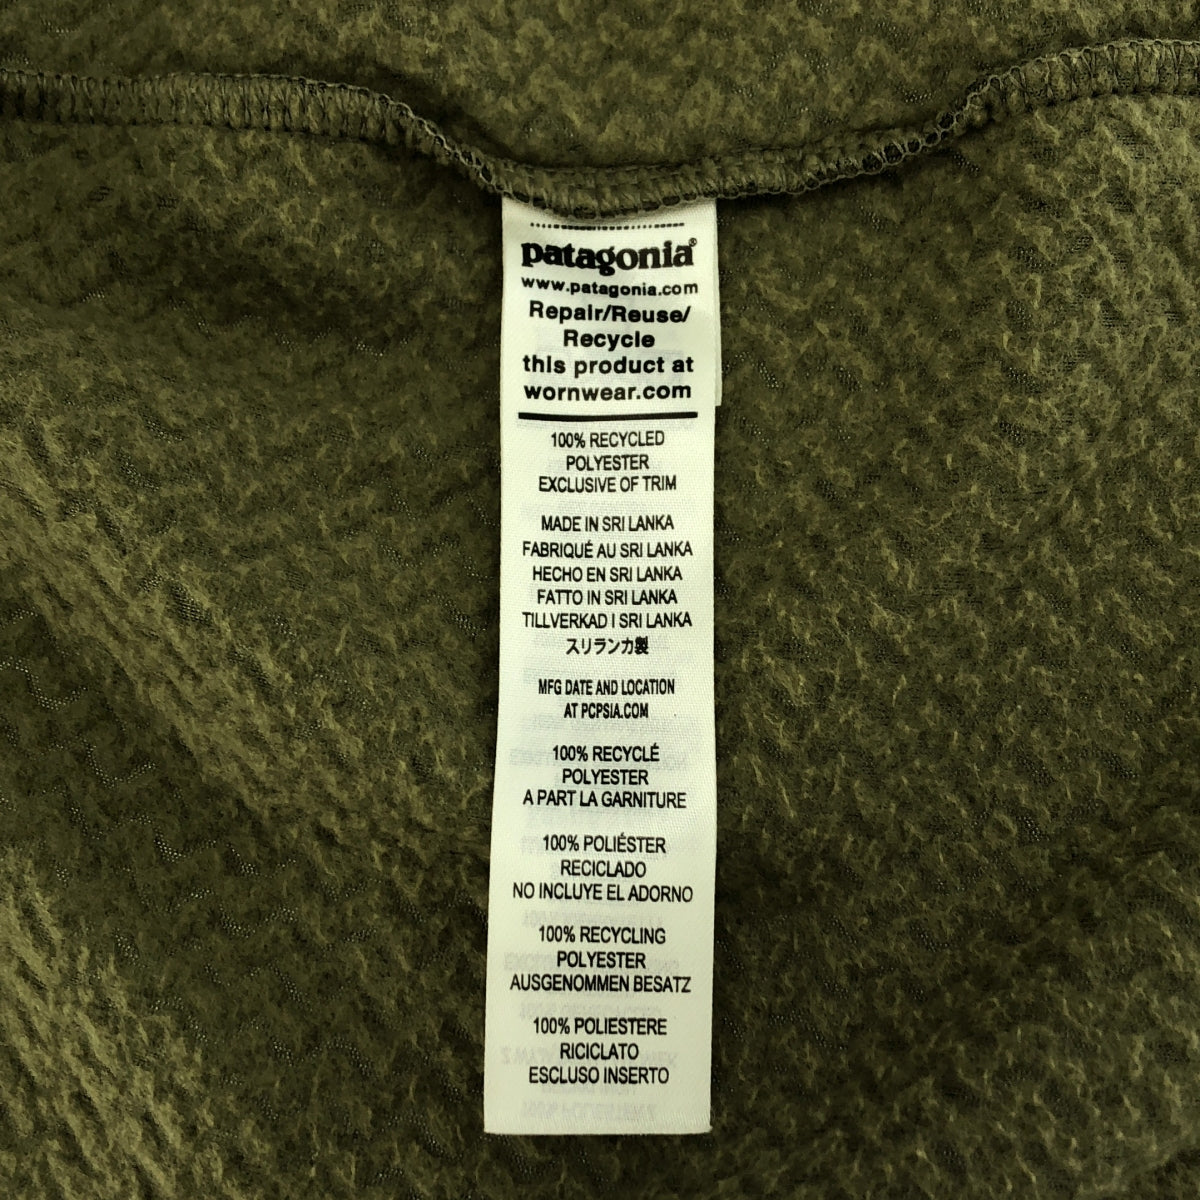 patagonia®
www.patagonia.com
Repair/Reuse/
Recycle
this product at
wornwear.com
100% RECYCLED
POLYESTER
EXCLUSIVE OF TRIM
MADE IN SRI LANKA
FABRIQUÉ AU SRI LANKA
HECHO EN SRI LANKA
FATTO IN SRI LANKA
TILLVERKAD I SRI LANKA
スリランカ製
MFG DATE AND LOCATION
AT PCPSIA.COM
100% RECYCLÉ
POLYESTER
A PART LA GARNITURE
100% POLIÉSTER
RECICLADO
NO INCLUYE EL ADORNO
100% RECYCLING
POLYESTER
AUSGENOMMEN BESATZ
100% POLIESTERE
RICICLATO
ESCLUSO INSERTO